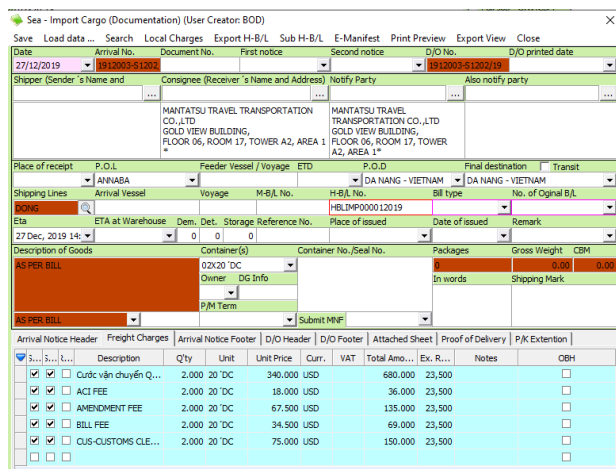 Sea - Import Cargo (Documentation) (User Creator: BOD)
Save Load data ... Search Local Charges Export H-B/L Sub H-B/L E-Manifest Print Preview Export View Close
Date Arrival No. Document No. First notice Second notice D/O No. D/O printed date
27/12/2019 1912003-S1202 1912003-S1202/19
Shipper (Sender ´s Name and Consignee (Receiver ´s Name and Address) Notify Party Also notify party
... ... ... ...
MANTATSU TRAVEL TRANSPORTATION CO.,LTD
GOLD VIEW BUILDING,
FLOOR 06, ROOM 17, TOWER A2, AREA 1
*
MANTATSU TRAVEL
TRANSPORTATION CO.,LTD
GOLD VIEW BUILDING,
FLOOR 06, ROOM 17, TOWER
A2, AREA 1*
Place of receipt P.O.L Feeder Vessel / Voyage ETD P.O.D Final destination Transit
ANNABA DA NANG - VIETNAM DA NANG - VIETNAM
Shipping Lines Arrival Vessel Voyage M-B/L No. H-B/L No. Bill type No. of Oginal B/L
DONG HBLIMP000012019
Eta ETA at Warehouse Dem. Det. Storage Reference No. Place of issued Date of issued Remark
27 Dec, 2019 14: 0 0 0
Description of Goods Container(s) Container No./Seal No. Packages Gross Weight CBM
AS PER BILL 02X20 ´DC 0 0.00 0.00
Owner DG Info In words Shipping Mark
P/M Term
AS PER BILL Submit MNF
Arrival Notice Header Freight Charges Arrival Notice Footer D/O Header D/O Footer Attached Sheet Proof of Delivery P/K Extention
S... S... R... Description Q'ty Unit Unit Price Curr. VAT Total Amo... Ex. R... Notes OBH
Cước vận chuyển Q... 2.000 20 ´DC 340.000 USD 680.000 23,500
ACI FEE 2.000 20 ´DC 18.000 USD 36.000 23,500
AMENDMENT FEE 2.000 20 ´DC 67.500 USD 135.000 23,500
BILL FEE 2.000 20 ´DC 34.500 USD 69.000 23,500
CUS-CUSTOMS CLE... 2.000 20 ´DC 75.000 USD 150.000 23,500